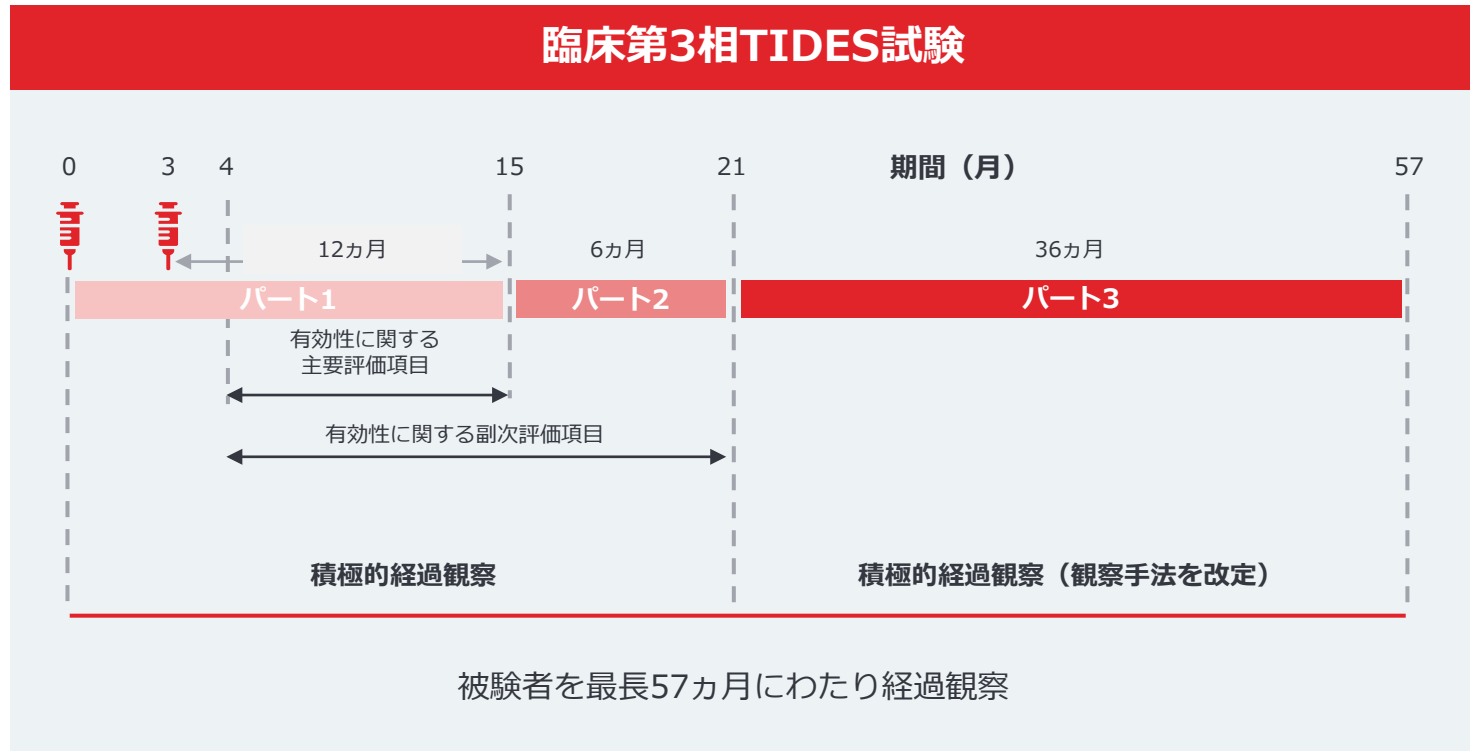 臨床第3相TIDES試験
0 3 4 15 21 期間（月） 57
12ヵ月 6ヵ月 36ヵ月
パート1 パート2 パート3
有効性に関する
主要評価項目
有効性に関する副次評価項目
積極的経過観察 積極的経過観察（観察手法を改定）
被験者を最長57ヵ月にわたり経過観察